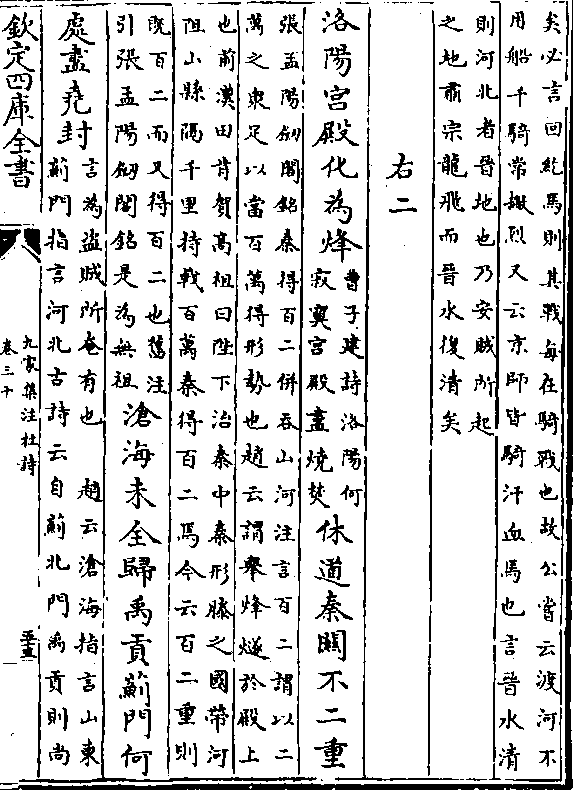 矣必言回紇馬則其戰每在騎戰也故公嘗云渡河不
用船千騎常撇烈又云京師皆騎汗血馬也言晉水清
則河北者晉地也乃安賊所起
之地肅宗龍飛而晉水復清矣
右二
洛陽宫殿化為烽
曹子建詩洛陽何
寂寞宫殿盡燒焚
休道秦關百二重
張孟陽劒閣銘秦得百二併吞山河注言百二謂以二
萬之衆足以當百萬得形勢也趙云謂舉烽燧於殿上
也前漢田肯賀髙祖曰陛下治秦中秦形勝之國帶河
阻山縣隔千里持戟百萬秦得百二焉今云百二重則
既百二而又得百二也舊注
引張孟陽劒閣銘是為無祖
滄海未全歸禹貢薊門何
處盡堯封
言為盜賊所奄有也 趙云滄海指言山東
薊門指言河北古詩云自薊北門禹貢則尚
欽定四庫全書
九家集注杜詩
卷三十